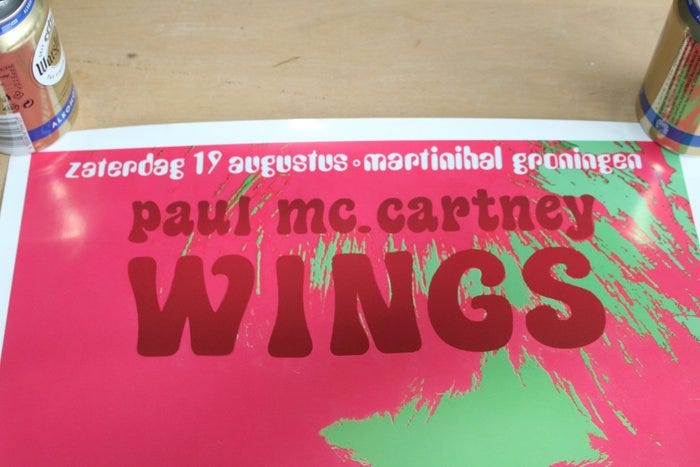 zaterdag 19 augustus • martinihal groningen
paul mc. cartney
WINGS